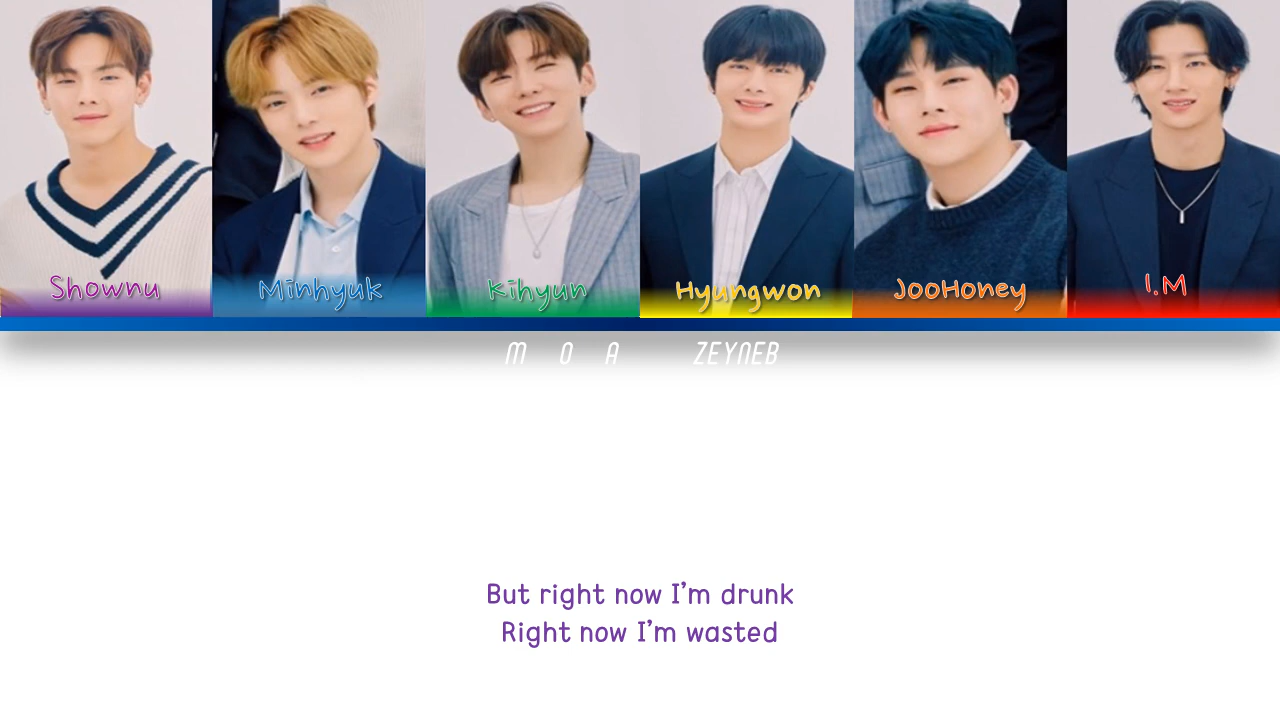 Shownu Minhyuk Kihyun Hyungwon JooHoney I.M
M O A ZEYNEB
But right now I'm drunk
Right now I'm wasted